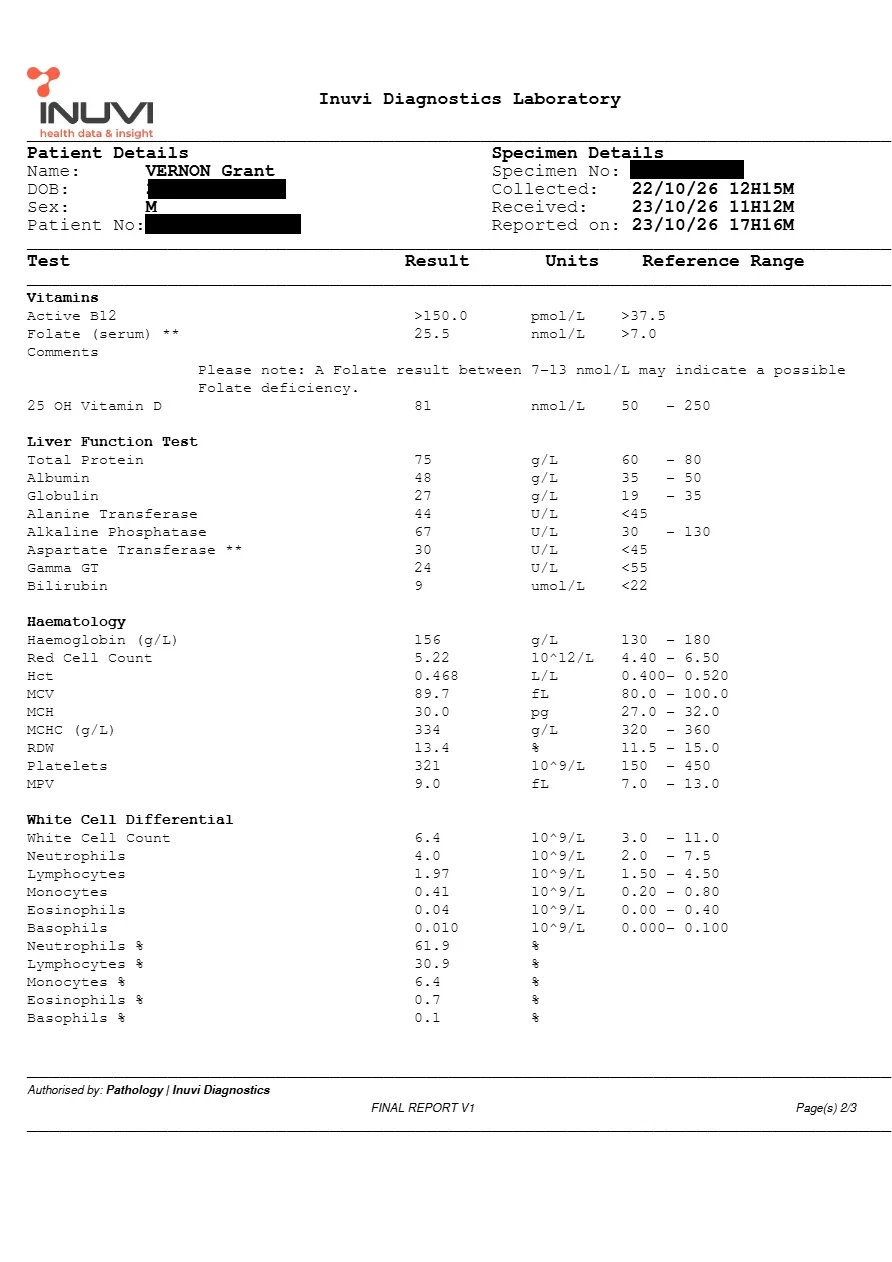 INUVI
health data & insight
Inuvi Diagnostics Laboratory
Patient Details Specimen Details
Name: VERNON Grant Specimen No:
DOB: Collected: 22/10/26 12H15M
Sex: M Received: 23/10/26 11H12M
Patient No: Reported on: 23/10/26 17H16M
Test Result Units Reference Range
Vitamins
Active B12 >150.0 pmol/L >37.5
Folate (serum) ** 25.5 nmol/L >7.0
Comments
Please note: A Folate result between 7-13 nmol/L may indicate a possible
Folate deficiency.
25 OH Vitamin D 81 nmol/L 50 - 250
Liver Function Test
Total Protein 75 g/L 60 - 80
Albumin 48 g/L 35 - 50
Globulin 27 g/L 19 - 35
Alanine Transferase 44 U/L <45
Alkaline Phosphatase 67 U/L 30 - 130
Aspartate Transferase ** 30 U/L <45
Gamma GT 24 U/L <55
Bilirubin 9 umol/L <22
Haematology
Haemoglobin (g/L) 156 g/L 130 - 180
Red Cell Count 5.22 10^12/L 4.40 - 6.50
Hct 0.468 L/L 0.400- 0.520
MCV 89.7 fL 80.0 - 100.0
MCH 30.0 pg 27.0 - 32.0
MCHC (g/L) 334 g/L 320 - 360
RDW 13.4 % 11.5 - 15.0
Platelets 321 10^9/L 150 - 450
MPV 9.0 fL 7.0 - 13.0
White Cell Differential
White Cell Count 6.4 10^9/L 3.0 - 11.0
Neutrophils 4.0 10^9/L 2.0 - 7.5
Lymphocytes 1.97 10^9/L 1.50 - 4.50
Monocytes 0.41 10^9/L 0.20 - 0.80
Eosinophils 0.04 10^9/L 0.00 - 0.40
Basophils 0.010 10^9/L 0.000- 0.100
Neutrophils % 61.9 %
Lymphocytes % 30.9 %
Monocytes % 6.4 %
Eosinophils % 0.7 %
Basophils % 0.1 %
Authorised by: Pathology | Inuvi Diagnostics
FINAL REPORT V1 Page(s) 2/3